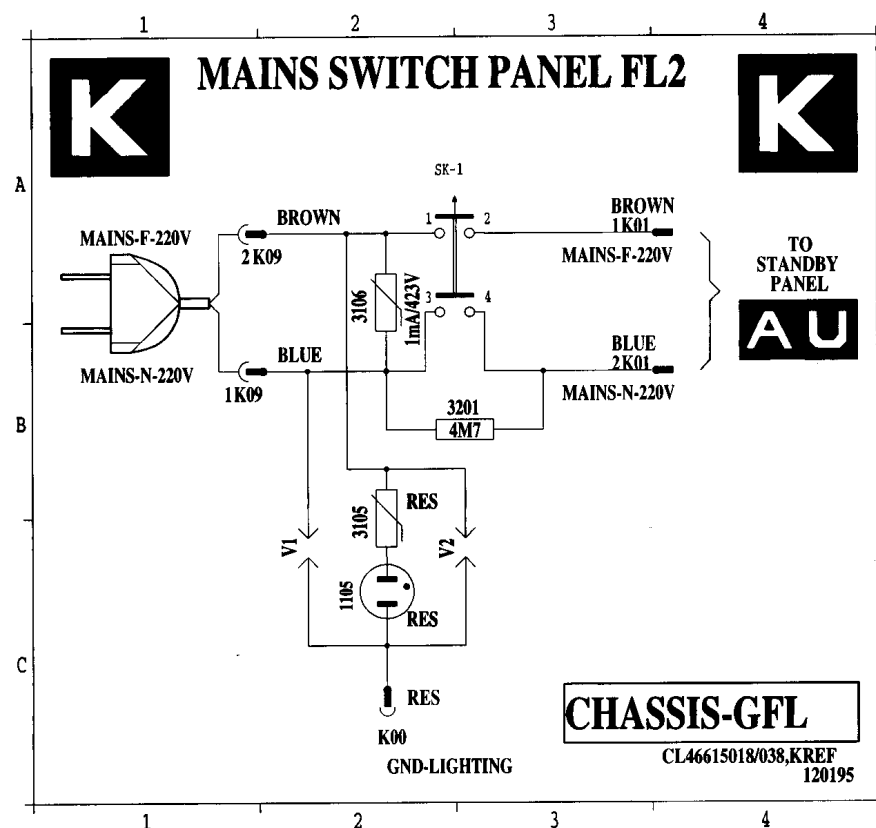 1 2 3 4
K MAINS SWITCH PANEL FL2 K
A
SK-1
BROWN
1 2
BROWN
1K01
MAINS-F-220V
2K09
MAINS-F-220V
TO
STANDBY
PANEL
AU
3106
1mA/423V
3 4
BLUE
BLUE
2K01
MAINS-N-220V
1K09
MAINS-N-220V
B
3201
4M7
RES
3105
V1
V2
1105
RES
C
RES
K00
GND-LIGHTING
CHASSIS-GFL
CL46615018/038,KREF
120195
1 2 3 4